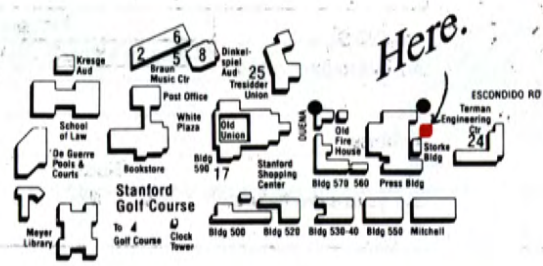 Here.
Kresge
Aud
2
6
5
Braun
Music Ctr
8
Dinkel-
spiel
Aud
25
Tresidder
Union
ESCONDIDO RD
Post Office
White
Plaza
Old
Union
DUENA
Old
Fire
House
Terman
Engineering
Ctr
24
Storke
Bldg
School
of Law
De Guerre
Pools &
Courts
Bookstore
Bldg
590
17
Stanford
Shopping
Center
Bldg 570
560
Press Bldg
Stanford
Golf Course
To
4
Golf Course
Clock
Tower
Meyer
Library
Bldg 500
Bldg 520
Bldg 530-40
Bldg 550
Mitchell